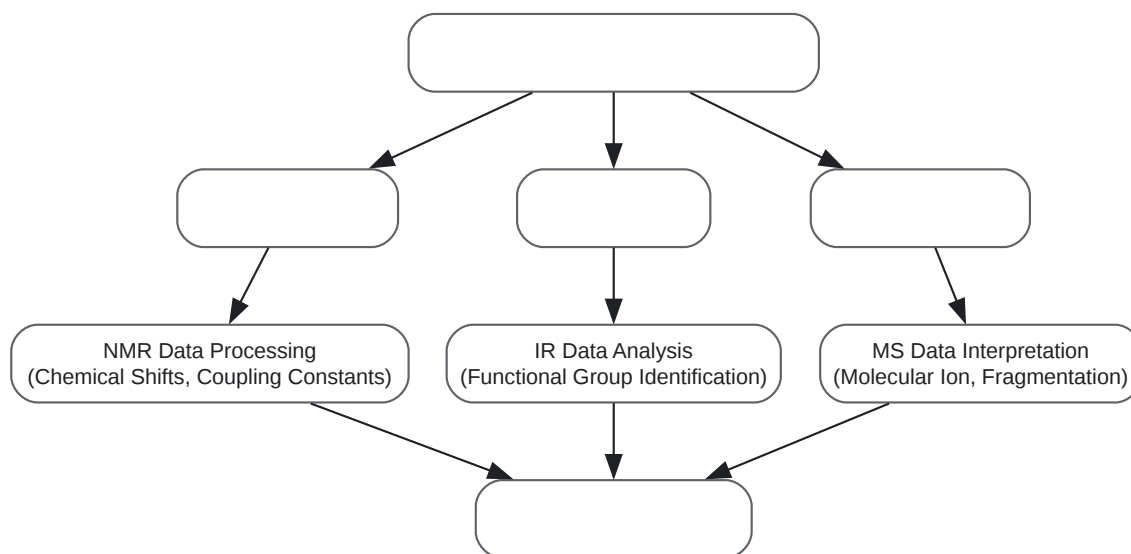 NMR Data Processing
(Chemical Shifts, Coupling Constants)
IR Data Analysis
(Functional Group Identification)
MS Data Interpretation
(Molecular Ion, Fragmentation)